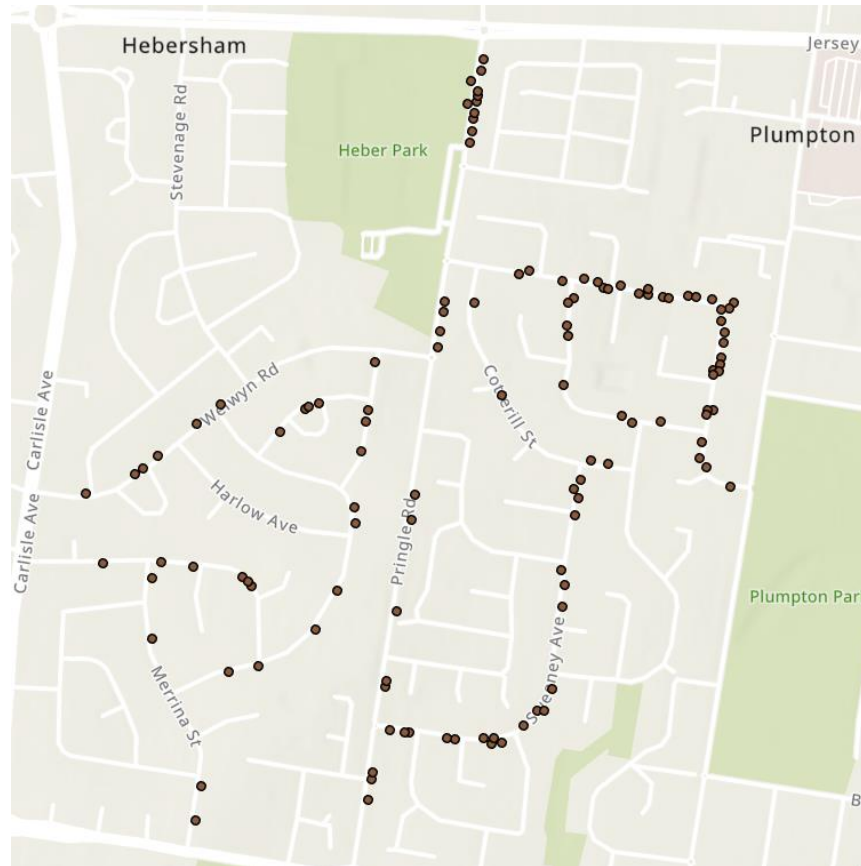 Hebersham
Jersey
Stevenage Rd
Plumpton
Heber Park
Carlisle Ave
Welwyn Rd
Cotterill St
Harlow Ave
Carlisle Ave
Pringle Rd
Plumpton Par
Sweeney Ave
Merrina St
B